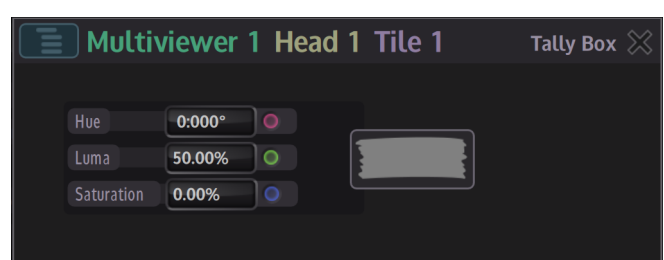 Multiviewer 1 Head 1 Tile 1 Tally Box
Hue 0:000°
Luma 50.00%
Saturation 0.00%